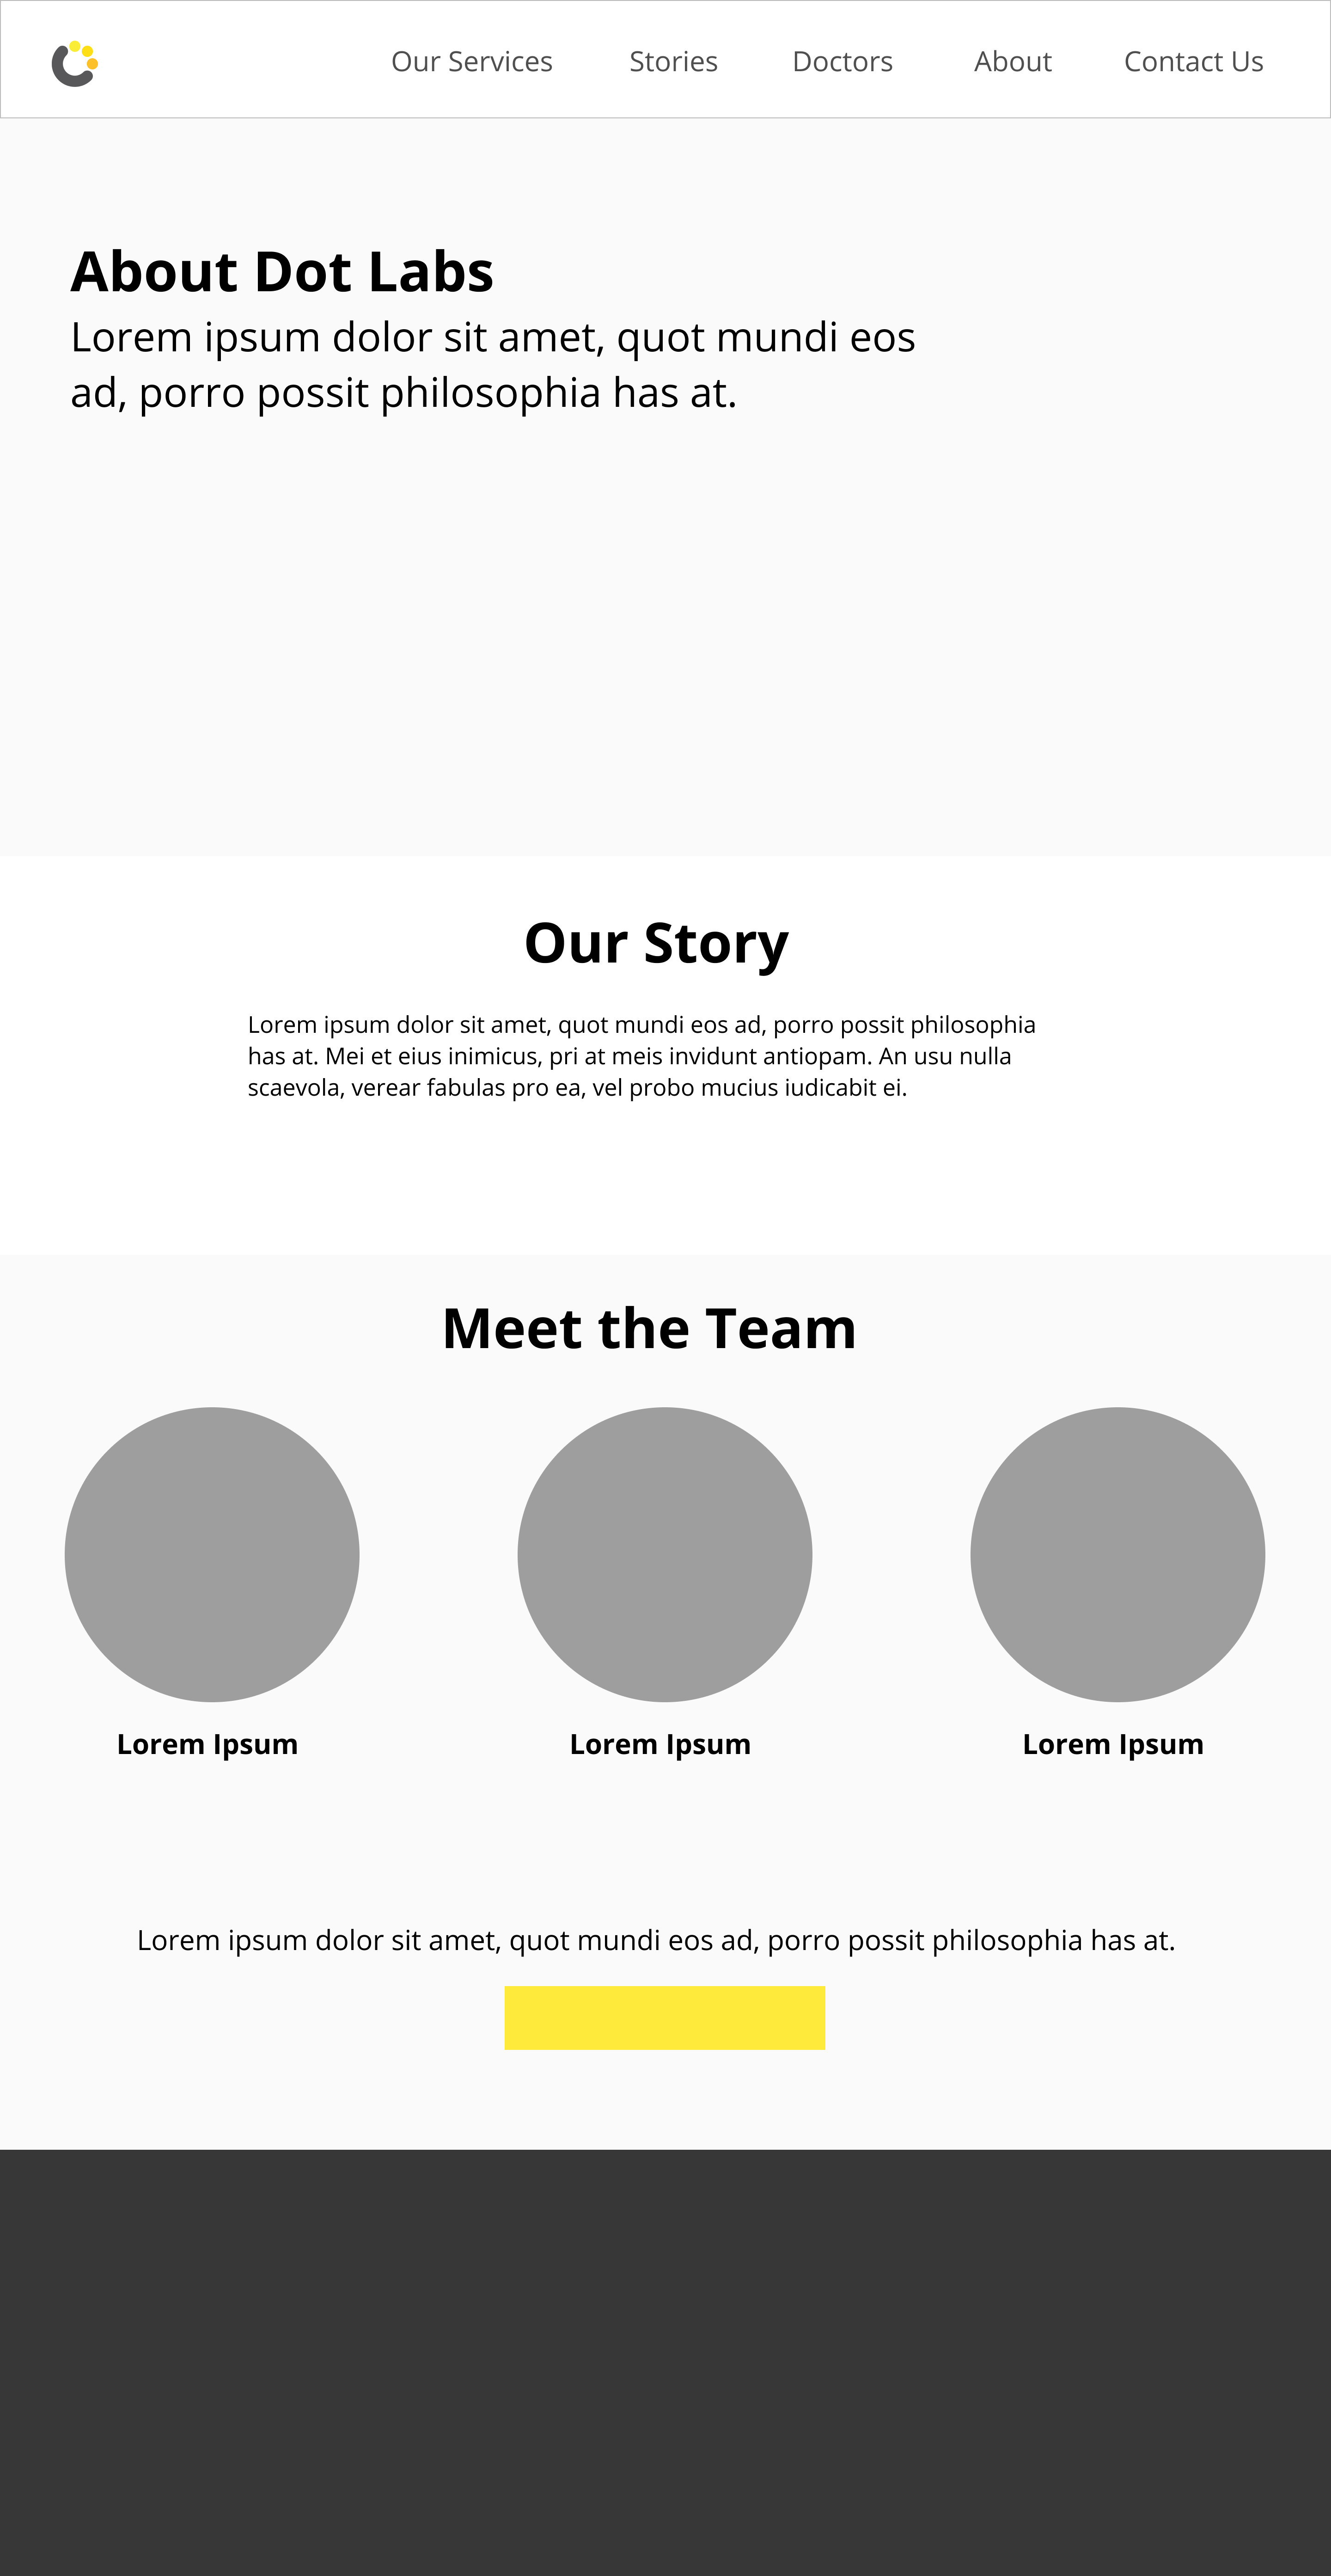 Our Services Stories Doctors About Contact Us
About Dot Labs
Lorem ipsum dolor sit amet, quot mundi eos
ad, porro possit philosophia has at.
Our Story
Lorem ipsum dolor sit amet, quot mundi eos ad, porro possit philosophia
has at. Mei et eius inimicus, pri at meis invidunt antiopam. An usu nulla
scaevola, verear fabulas pro ea, vel probo mucius iudicabit ei.
Meet the Team
Lorem Ipsum Lorem Ipsum Lorem Ipsum
Lorem ipsum dolor sit amet, quot mundi eos ad, porro possit philosophia has at.